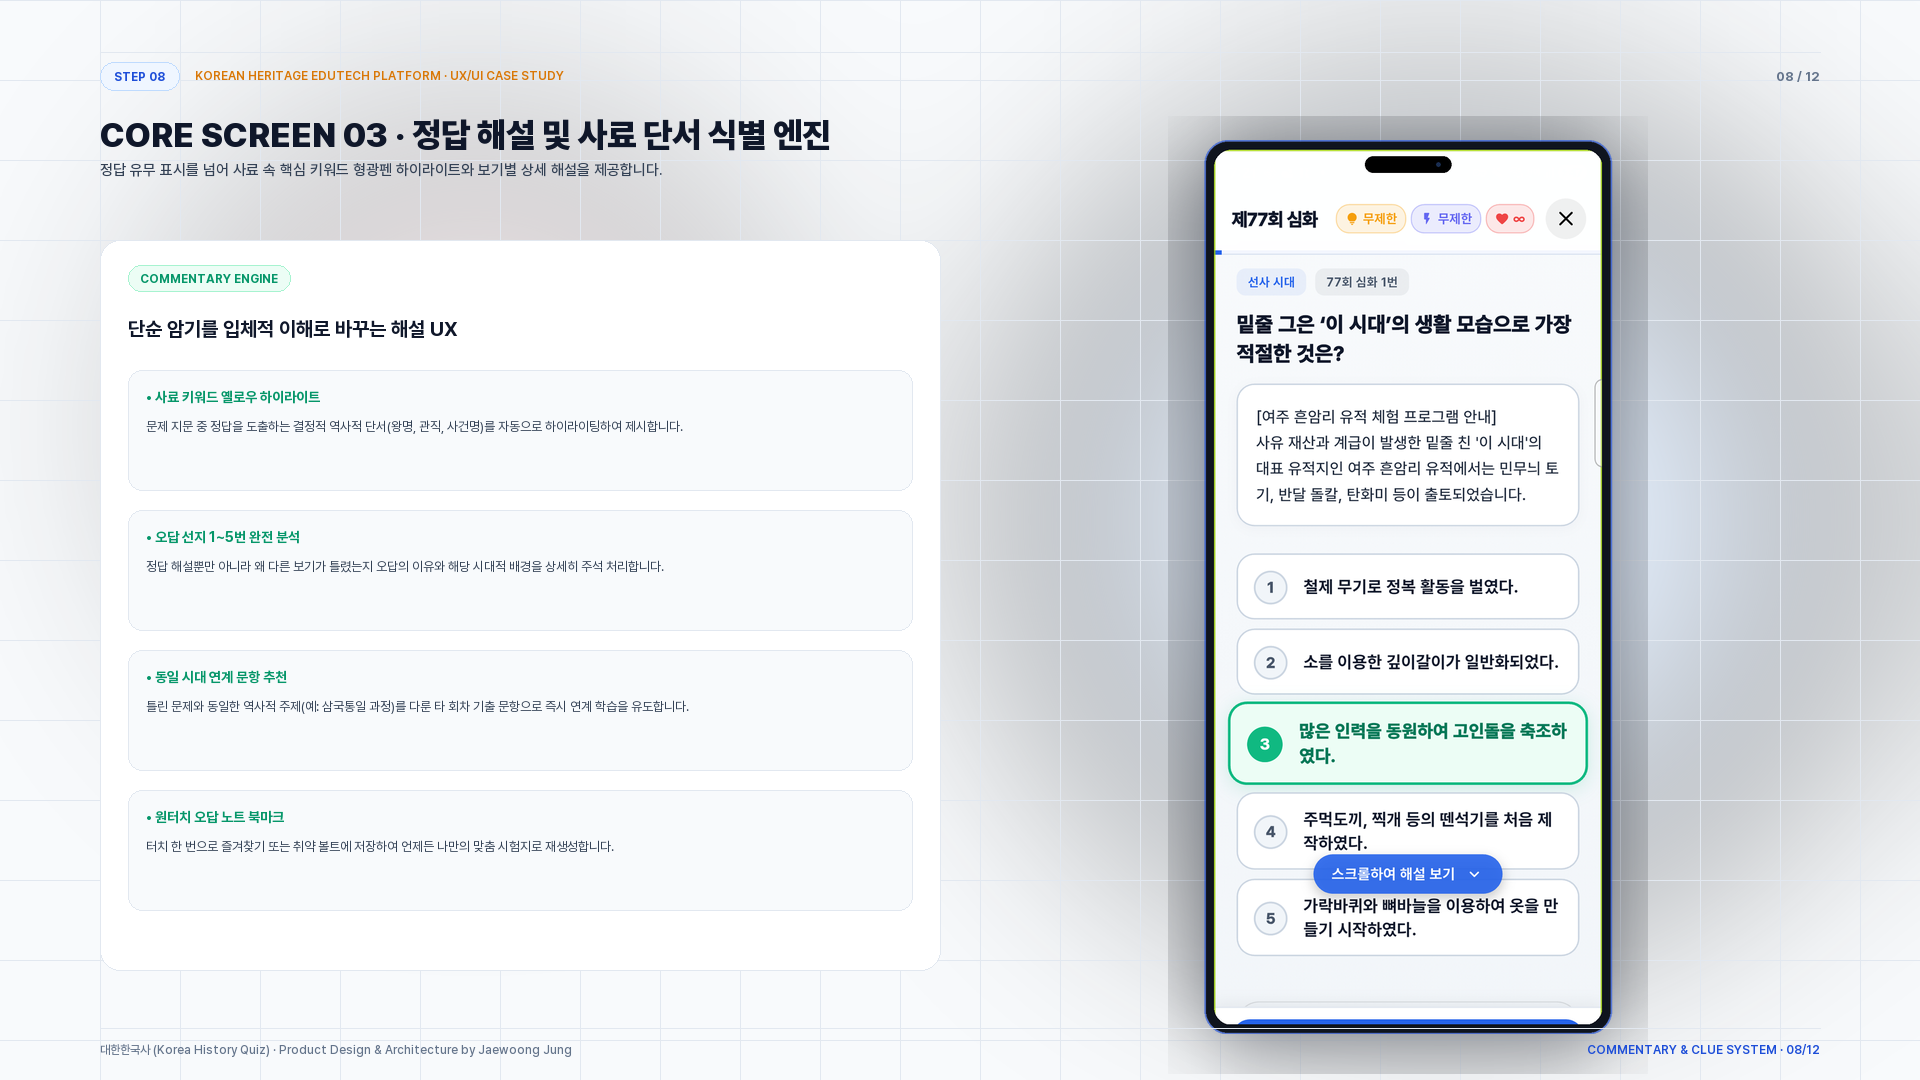 STEP 08
KOREAN HERITAGE EDUTECH PLATFORM · UX/UI CASE STUDY
08 / 12
CORE SCREEN 03 · 정답 해설 및 사료 단서 식별 엔진
정답 유무 표시를 넘어 사료 속 핵심 키워드 형광펜 하이라이트와 보기별 상세 해설을 제공합니다.
COMMENTARY ENGINE
단순 암기를 입체적 이해로 바꾸는 해설 UX
• 사료 키워드 옐로우 하이라이트
문제 지문 중 정답을 도출하는 결정적 역사적 단서(왕명, 관직, 사건명)를 자동으로 하이라이팅하여 제시합니다.
• 오답 선지 1~5번 완전 분석
정답 해설뿐만 아니라 왜 다른 보기가 틀렸는지 오답의 이유와 해당 시대적 배경을 상세히 주석 처리합니다.
• 동일 시대 연계 문항 추천
틀린 문제와 동일한 역사적 주제(예: 삼국통일 과정)를 다룬 타 회차 기출 문항으로 즉시 연계 학습을 유도합니다.
• 원터치 오답 노트 북마크
터치 한 번으로 즐겨찾기 또는 취약 볼트에 저장하여 언제든 나만의 맞춤 시험지로 재생성합니다.
제77회 심화
무제한
무제한
∞
선사 시대
77회 심화 1번
밑줄 그은 ‘이 시대’의 생활 모습으로 가장
적절한 것은?
[여주 흔암리 유적 체험 프로그램 안내]
사유 재산과 계급이 발생한 밑줄 친 '이 시대'의
대표 유적지인 여주 흔암리 유적에서는 민무늬 토
기, 반달 돌칼, 탄화미 등이 출토되었습니다.
1 철제 무기로 정복 활동을 벌였다.
2 소를 이용한 깊이갈이가 일반화되었다.
3 많은 인력을 동원하여 고인돌을 축조하
였다.
4 주먹도끼, 찍개 등의 뗀석기를 처음 제
작하였다.
스크롤하여 해설 보기
5 가락바퀴와 뼈바늘을 이용하여 옷을 만
들기 시작하였다.
대한한국사 (Korea History Quiz) · Product Design & Architecture by Jaewoong Jung
COMMENTARY & CLUE SYSTEM · 08/12